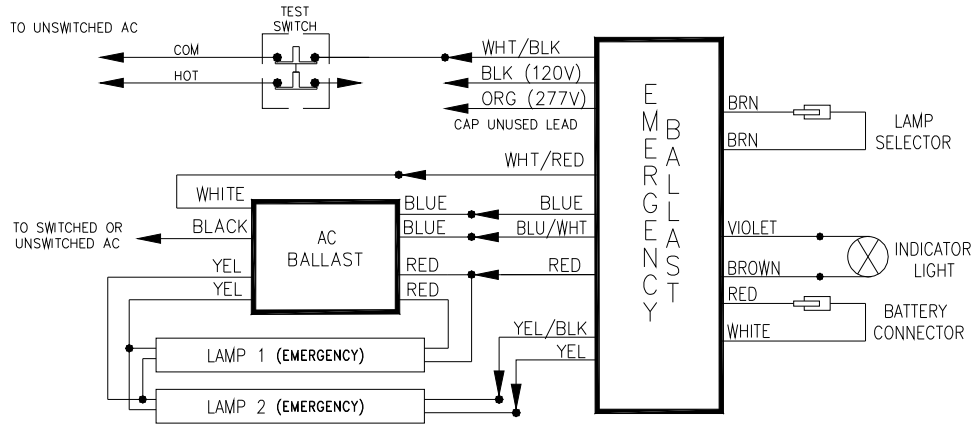 TEST
SWITCH
TO UNSWITCHED AC
COM
HOT
WHT/BLK
BLK (120V)
ORG (277V)
CAP UNUSED LEAD
WHT/RED
WHITE
BLACK
TO SWITCHED OR
UNSWITCHED AC
AC
BALLAST
BLUE
BLUE
BLUE
BLU/WHT
YEL
YEL
RED
RED
RED
YEL/BLK
YEL
LAMP 1 (EMERGENCY)
LAMP 2 (EMERGENCY)
EMERGENCY
BALLAST
BRN
BRN
LAMP
SELECTOR
VIOLET
BROWN
INDICATOR
LIGHT
RED
WHITE
BATTERY
CONNECTOR